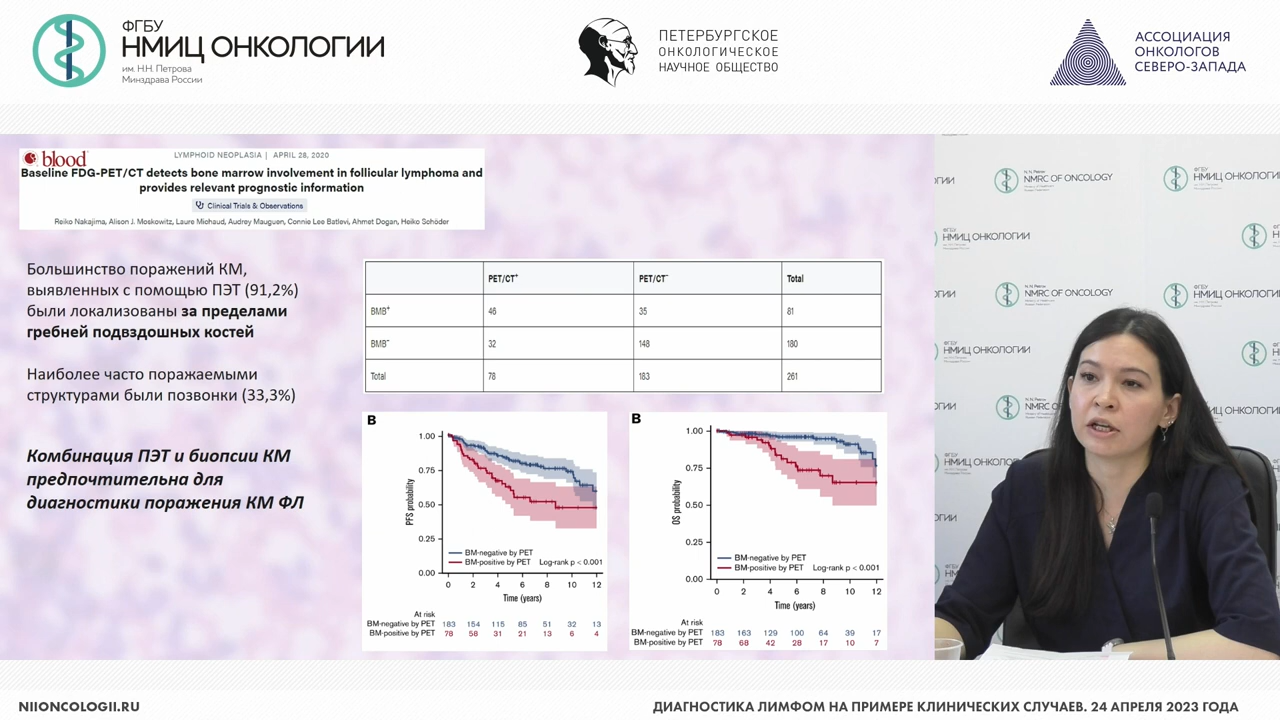 ФГБУ
НМИЦ ОНКОЛОГИИ
им. Н.Н. Петрова
Минздрава России
ПЕТЕРБУРГСКОЕ
ОНКОЛОГИЧЕСКОЕ
НАУЧНОЕ ОБЩЕСТВО
АССОЦИАЦИЯ
ОНКОЛОГОВ
СЕВЕРО-ЗАПАДА
blood
LYMPHOID NEOPLASIA | APRIL 28, 2020
Baseline FDG-PET/CT detects bone marrow involvement in follicular lymphoma and
provides relevant prognostic information
Clinical Trials & Observations
Reiko Nakajima, Alison J. Moskowitz, Laure Michaud, Audrey Mauguen, Connie Lee Batlevi, Ahmet Dogan, Heiko Schöder
Большинство поражений КМ,
выявленных с помощью ПЭТ (91,2%)
были локализованы за пределами
гребней подвздошных костей
Наиболее часто поражаемыми
структурами были позвонки (33,3%)
Комбинация ПЭТ и биопсии КМ
предпочтительна для
диагностики поражения КМ ФЛ
PET/CT⁺ PET/CT⁻ Total
BMB⁺ 46 35 81
BMB⁻ 32 148 180
Total 78 183 261
B
PFS probability
1.00
0.75
0.50
0.25
0.00
BM-negative by PET
BM-positive by PET Log-rank p < 0.001
0 2 4 6 8 10 12
Time (years)
At risk
BM-negative by PET 183 154 115 85 51 32 13
BM-positive by PET 78 58 31 21 13 6 4
B
OS probability
1.00
0.75
0.50
0.25
0.00
BM-negative by PET
BM-positive by PET Log-rank p < 0.001
0 2 4 6 8 10 12
Time (years)
At risk
BM-negative by PET 183 163 129 100 64 39 17
BM-positive by PET 78 68 42 28 17 10 7
NMRC OF ONCOLOGY
ФГБУ
НМИЦ ОНКОЛОГИИ
NMRC OF ONCOLOGY
НМИЦ ОНКОЛОГИИ
NIIONCOLOGII.RU
ДИАГНОСТИКА ЛИМФОМ НА ПРИМЕРЕ КЛИНИЧЕСКИХ СЛУЧАЕВ. 24 АПРЕЛЯ 2023 ГОДА